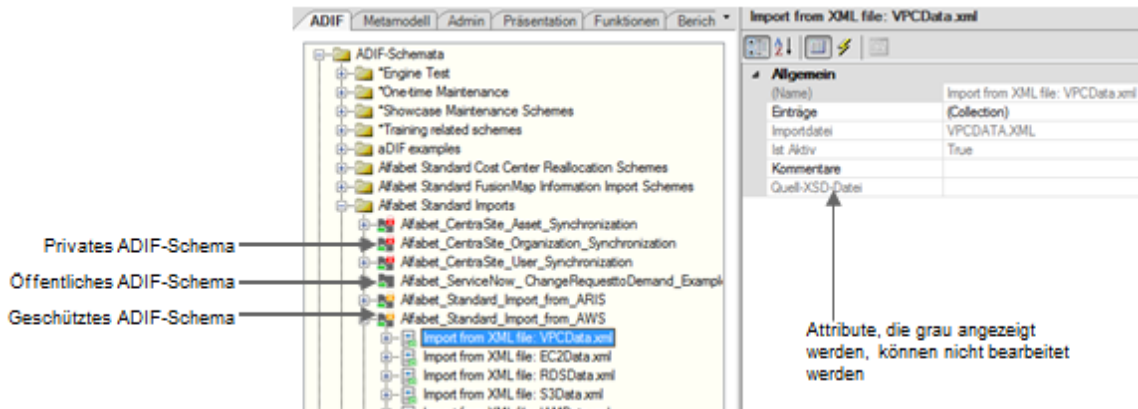 ADIF Metamodell Admin Präsentation Funktionen Berich
ADIF-Schemata
*Engine Test
*One-time Maintenance
*Showcase Maintenance Schemes
*Training related schemes
aDIF examples
Alfabet Standard Cost Center Reallocation Schemes
Alfabet Standard FusionMap Information Import Schemes
Alfabet Standard Imports
Alfabet_CentraSite_Asset_Synchronization
Alfabet_CentraSite_Organization_Synchronization
Alfabet_CentraSite_User_Synchronization
Alfabet_ServiceNow_ChangeRequesttoDemand_Exampl
Alfabet_Standard_Import_from_ARIS
Alfabet_Standard_Import_from_AWS
Import from XML file: VPCData.xml
Import from XML file: EC2Data.xml
Import from XML file: RDSData.xml
Import from XML file: S3Data.xml
Privates ADIF-Schema
Öffentliches ADIF-Schema
Geschütztes ADIF-Schema
Import from XML file: VPCData.xml
Allgemein
(Name) Import from XML file: VPCData.xml
Einträge (Collection)
Importdatei VPCDATA.XML
Ist Aktiv True
Kommentare
Quell-XSD-Datei
Attribute, die grau angezeigt
werden, können nicht bearbeitet
werden